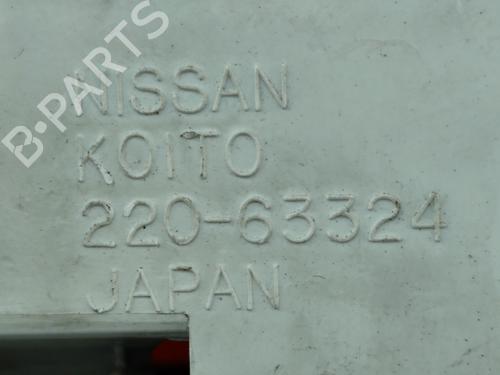 B-PARTS
NISSAN
KOITO
220-63324
JAPAN